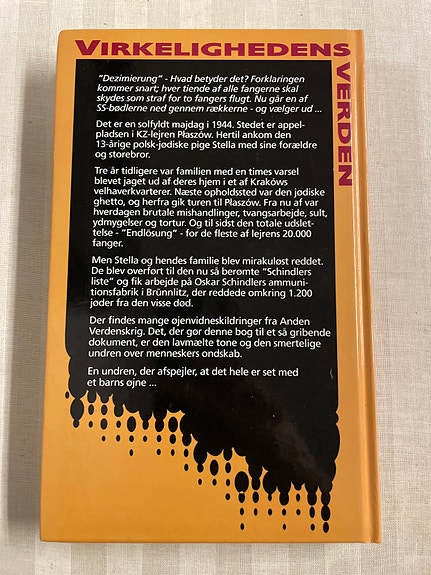 VIRKELIGHEDENS
VERDEN
"Dezimierung" - Hvad betyder det? Forklaringen
kommer snart; hver tiende af alle fangerne skal
skydes som straf for to fangers flugt. Nu går en af
SS-bødlerne ned gennem rækkerne - og vælger ud ...
Det er en solfyldt majdag i 1944. Stedet er appel-
pladsen i KZ-lejren Płaszów. Hertil ankom den
13-årige polsk-jødiske pige Stella med sine forældre
og storebror.
Tre år tidligere var familien med en times varsel
blevet jaget ud af deres hjem i et af Krakóws
velhaverkvarterer. Næste opholdssted var den jødiske
ghetto, og herfra gik turen til Płaszów. Fra nu af var
hverdagen brutale mishandlinger, tvangsarbejde, sult,
ydmygelser og tortur. Og til sidst den totale udslet-
telse - "Endlösung" - for de fleste af lejrens 20.000
fanger.
Men Stella og hendes familie blev mirakuløst reddet.
De blev overført til den nu så berømte "Schindlers
liste" og fik arbejde på Oskar Schindlers ammuni-
tionsfabrik i Brünnlitz, der reddede omkring 1.200
jøder fra den visse død.
Der findes mange øjenvidneskildringer fra Anden
Verdenskrig. Det, der gør denne bog til et så gribende
dokument, er den lavmælte tone og den smertelige
undren over menneskers ondskab.
En undren, der afspejler, at det hele er set med
et barns øjne ...